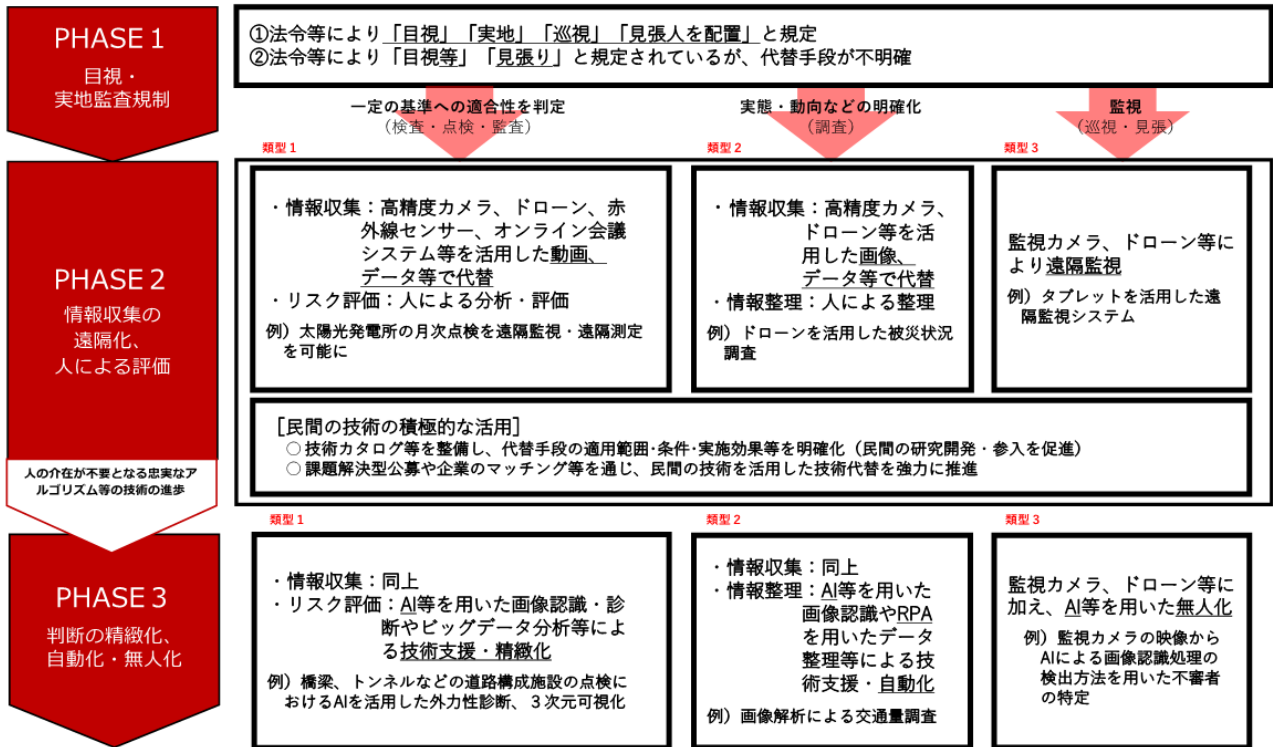 PHASE 1
目視・
実地監査規制
①法令等により「目視」「実地」「巡視」「見張人を配置」と規定
②法令等により「目視等」「見張り」と規定されているが、代替手段が不明確
一定の基準への適合性を判定
（検査・点検・監査）
実態・動向などの明確化
（調査）
監視
（巡視・見張）
PHASE 2
情報収集の
遠隔化、
人による評価
類型１
・情報収集：高精度カメラ、ドローン、赤
外線センサー、オンライン会議
システム等を活用した動画、
データ等で代替
・リスク評価：人による分析・評価
例）太陽光発電所の月次点検を遠隔監視・遠隔測定
を可能に
類型２
・情報収集：高精度カメラ、
ドローン等を活
用した画像、
データ等で代替
・情報整理：人による整理
例）ドローンを活用した被災状況
調査
類型３
監視カメラ、ドローン等に
より遠隔監視
例）タブレットを活用した遠
隔監視システム
［民間の技術の積極的な活用］
○技術カタログ等を整備し、代替手段の適用範囲･条件･実施効果等を明確化（民間の研究開発・参入を促進）
○課題解決型公募や企業のマッチング等を通じ、民間の技術を活用した技術代替を強力に推進
人の介在が不要となる忠実なア
ルゴリズム等の技術の進歩
PHASE 3
判断の精緻化、
自動化・無人化
類型１
・情報収集：同上
・リスク評価：AI等を用いた画像認識・診
断やビッグデータ分析等によ
る技術支援・精緻化
例）橋梁、トンネルなどの道路構成施設の点検に
おけるAIを活用した外力性診断、３次元可視化
類型２
・情報収集：同上
・情報整理：AI等を用いた
画像認識やRPA
を用いたデータ
整理等による技
術支援・自動化
例）画像解析による交通量調査
類型３
監視カメラ、ドローン等に
加え、AI等を用いた無人化
例）監視カメラの映像から
AIによる画像認識処理の
検出方法を用いた不審者
の特定